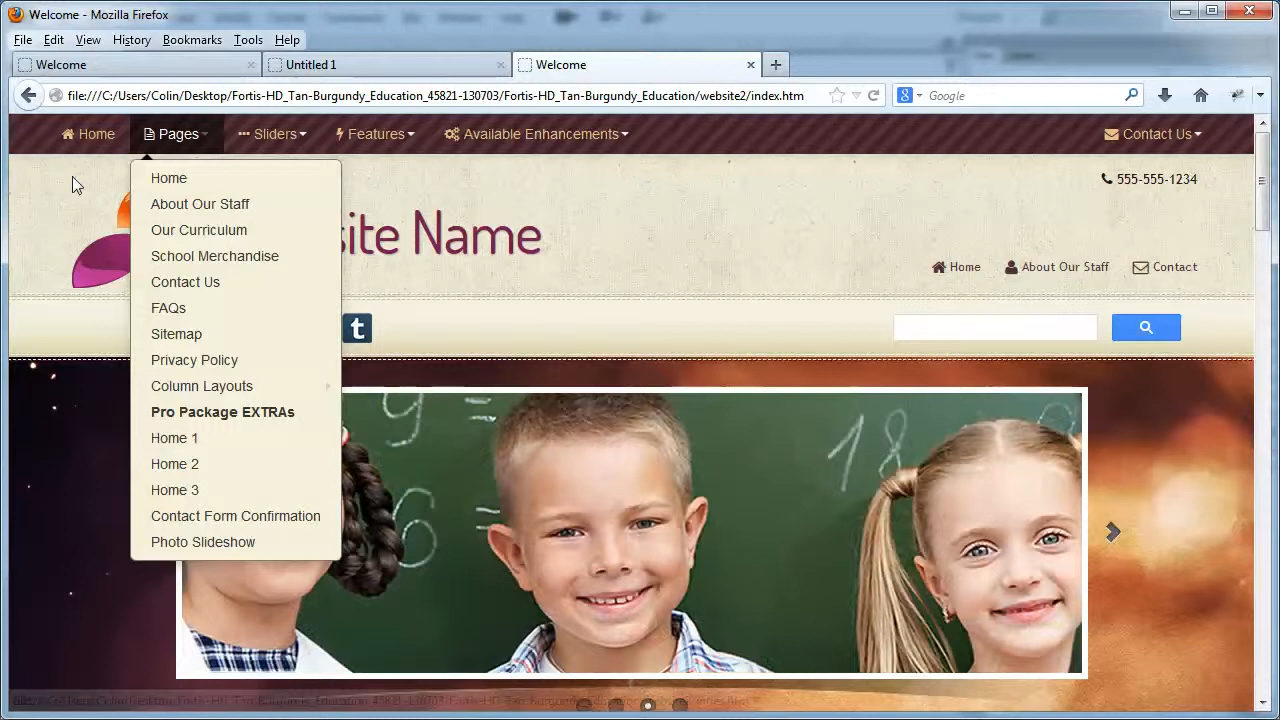 Welcome - Mozilla Firefox
File Edit View History Bookmarks Tools Help
Welcome Untitled 1 Welcome
file:///C:/Users/Colin/Desktop/Fortis-HD_Tan-Burgundy_Education_45821-130703/Fortis-HD_Tan-Burgundy_Education/website2/index.htm
Google
Home Pages Sliders Features Available Enhancements Contact Us
555-555-1234
site Name
Home About Our Staff Contact
Home
About Our Staff
Our Curriculum
School Merchandise
Contact Us
FAQs
Sitemap
Privacy Policy
Column Layouts
Pro Package EXTRAs
Home 1
Home 2
Home 3
Contact Form Confirmation
Photo Slideshow
t
9 =
6 =
18